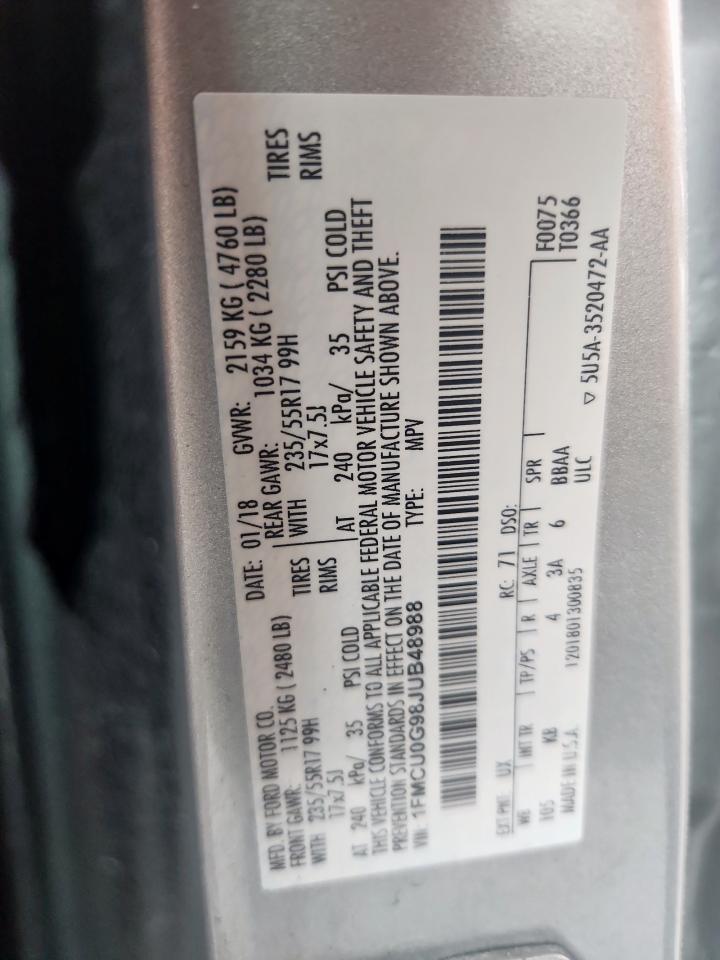 MFD. BY FORD MOTOR CO.
DATE: 01/18 GVWR: 2159 KG ( 4760 LB)
FRONT GAWR: 1125 KG ( 2480 LB) REAR GAWR: 1034 KG ( 2280 LB)
WITH 235/55R17 99H TIRES WITH 235/55R17 99H TIRES
17x7.5J RIMS 17x7.5J RIMS
AT 240 kPa/ 35 PSI COLD AT 240 kPa/ 35 PSI COLD
THIS VEHICLE CONFORMS TO ALL APPLICABLE FEDERAL MOTOR VEHICLE SAFETY AND THEFT
PREVENTION STANDARDS IN EFFECT ON THE DATE OF MANUFACTURE SHOWN ABOVE.
VIN: 1FMCU0G98JUB48988 TYPE: MPV
EXT PNT: UX RC: 71 DSO:
WB INT TR TP/PS R AXLE TR SPR F0075
105 KB 4 3A 6 BBAA T0366
MADE IN U.S.A. 1201801300835 ULC
▽ 5U5A-3520472-AA